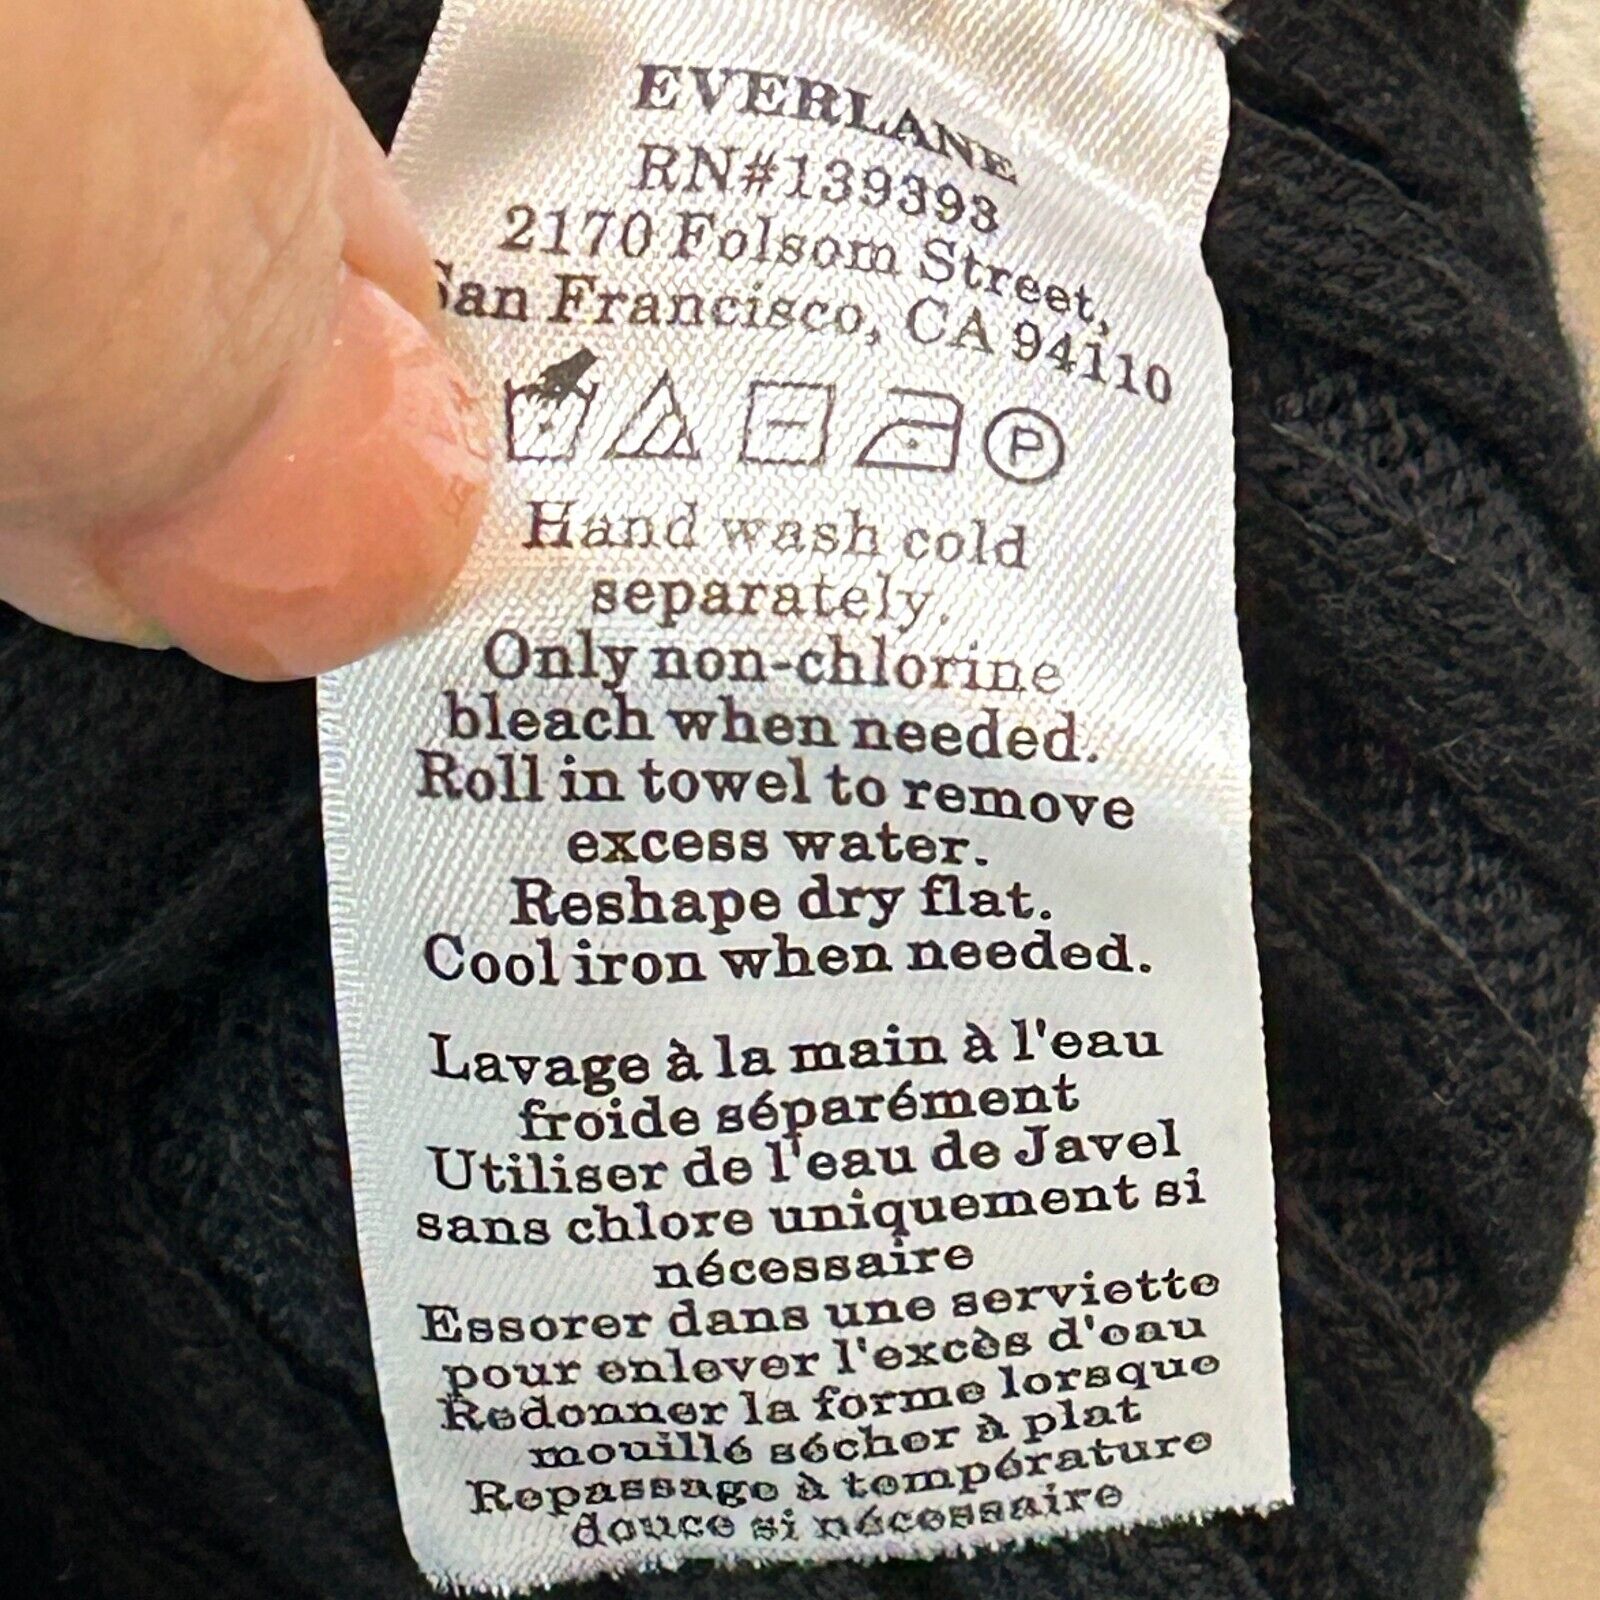 EVERLANE
RN#139393
2170 Folsom Street,
San Francisco, CA 94110
P
Hand wash cold
separately.
Only non-chlorine
bleach when needed.
Roll in towel to remove
excess water.
Reshape dry flat.
Cool iron when needed.
Lavage à la main à l'eau
froide séparément
Utiliser de l'eau de Javel
sans chlore uniquement si
nécessaire
Essorer dans une serviette
pour enlever l'excès d'eau
Redonner la forme lorsque
mouillé sécher à plat
Repassage à température
douce si nécessaire